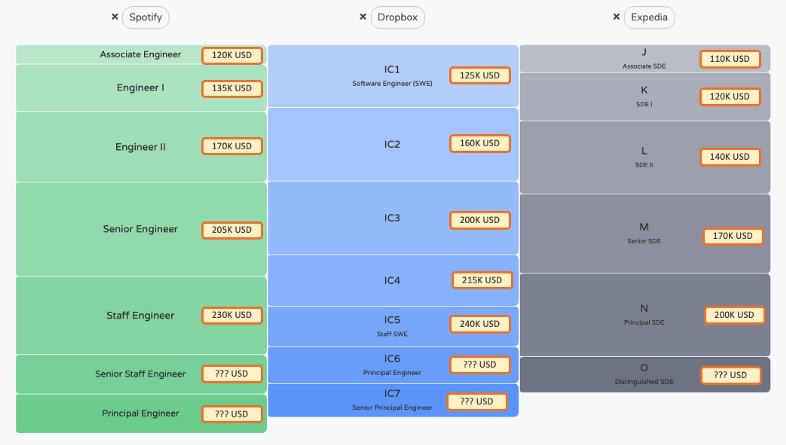 × Spotify
× Dropbox
× Expedia
Associate Engineer
120K USD
Engineer I
135K USD
Engineer II
170K USD
Senior Engineer
205K USD
Staff Engineer
230K USD
Senior Staff Engineer
??? USD
Principal Engineer
??? USD
IC1
Software Engineer (SWE)
125K USD
IC2
160K USD
IC3
200K USD
IC4
215K USD
IC5
Staff SWE
240K USD
IC6
Principal Engineer
??? USD
IC7
Senior Principal Engineer
??? USD
J
Associate SDE
110K USD
K
SDE I
120K USD
L
SDE II
140K USD
M
Senior SDE
170K USD
N
Principal SDE
200K USD
O
Distinguished SDE
??? USD